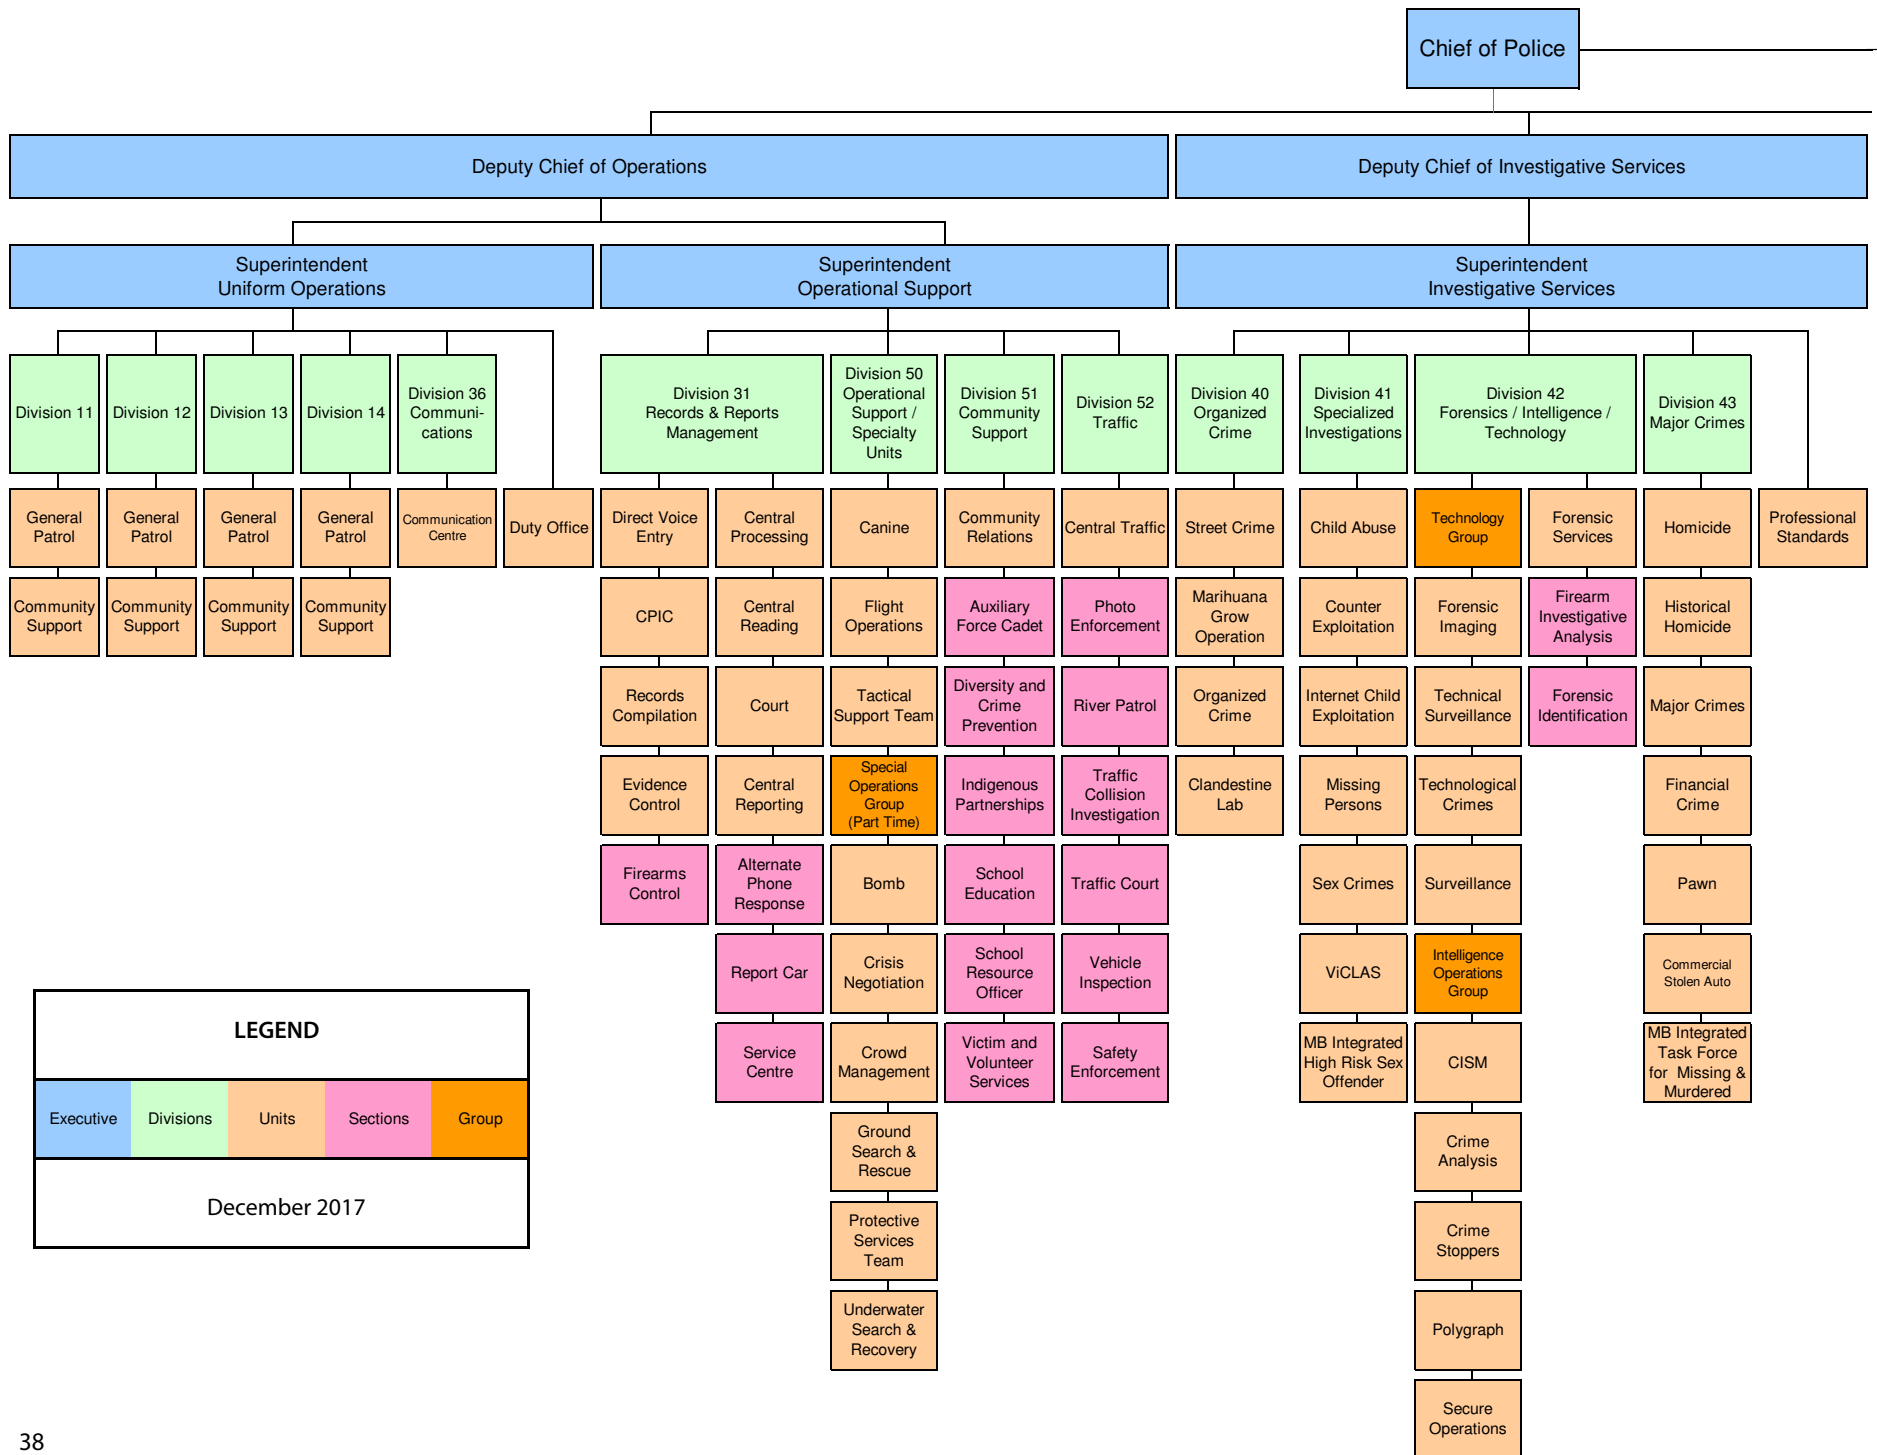 Chief of Police
Deputy Chief of Operations
Deputy Chief of Investigative Services
Superintendent
Uniform Operations
Superintendent
Operational Support
Superintendent
Investigative Services
Division 11
Division 12
Division 13
Division 14
Division 36
Communi-
cations
Division 31
Records & Reports
Management
Division 50
Operational
Support /
Specialty
Units
Division 51
Community
Support
Division 52
Traffic
Division 40
Organized
Crime
Division 41
Specialized
Investigations
Division 42
Forensics / Intelligence /
Technology
Division 43
Major Crimes
General
Patrol
General
Patrol
General
Patrol
General
Patrol
Communication
Centre
Duty Office
Direct Voice
Entry
Central
Processing
Canine
Community
Relations
Central Traffic
Street Crime
Child Abuse
Technology
Group
Forensic
Services
Homicide
Professional
Standards
Community
Support
Community
Support
Community
Support
Community
Support
CPIC
Central
Reading
Flight
Operations
Auxiliary
Force Cadet
Photo
Enforcement
Marihuana
Grow
Operation
Counter
Exploitation
Forensic
Imaging
Firearm
Investigative
Analysis
Historical
Homicide
Records
Compilation
Court
Tactical
Support Team
Diversity and
Crime
Prevention
River Patrol
Organized
Crime
Internet Child
Exploitation
Technical
Surveillance
Forensic
Identification
Major Crimes
Evidence
Control
Central
Reporting
Special
Operations
Group
(Part Time)
Indigenous
Partnerships
Traffic
Collision
Investigation
Clandestine
Lab
Missing
Persons
Technological
Crimes
Financial
Crime
Firearms
Control
Alternate
Phone
Response
Bomb
School
Education
Traffic Court
Sex Crimes
Surveillance
Pawn
Report Car
Crisis
Negotiation
School
Resource
Officer
Vehicle
Inspection
ViCLAS
Intelligence
Operations
Group
Commercial
Stolen Auto
Service
Centre
Crowd
Management
Victim and
Volunteer
Services
Safety
Enforcement
MB Integrated
High Risk Sex
Offender
CISM
MB Integrated
Task Force
for Missing &
Murdered
Ground
Search &
Rescue
Crime
Analysis
Protective
Services
Team
Crime
Stoppers
Underwater
Search &
Recovery
Polygraph
Secure
Operations
LEGEND
Executive
Divisions
Units
Sections
Group
December 2017
38